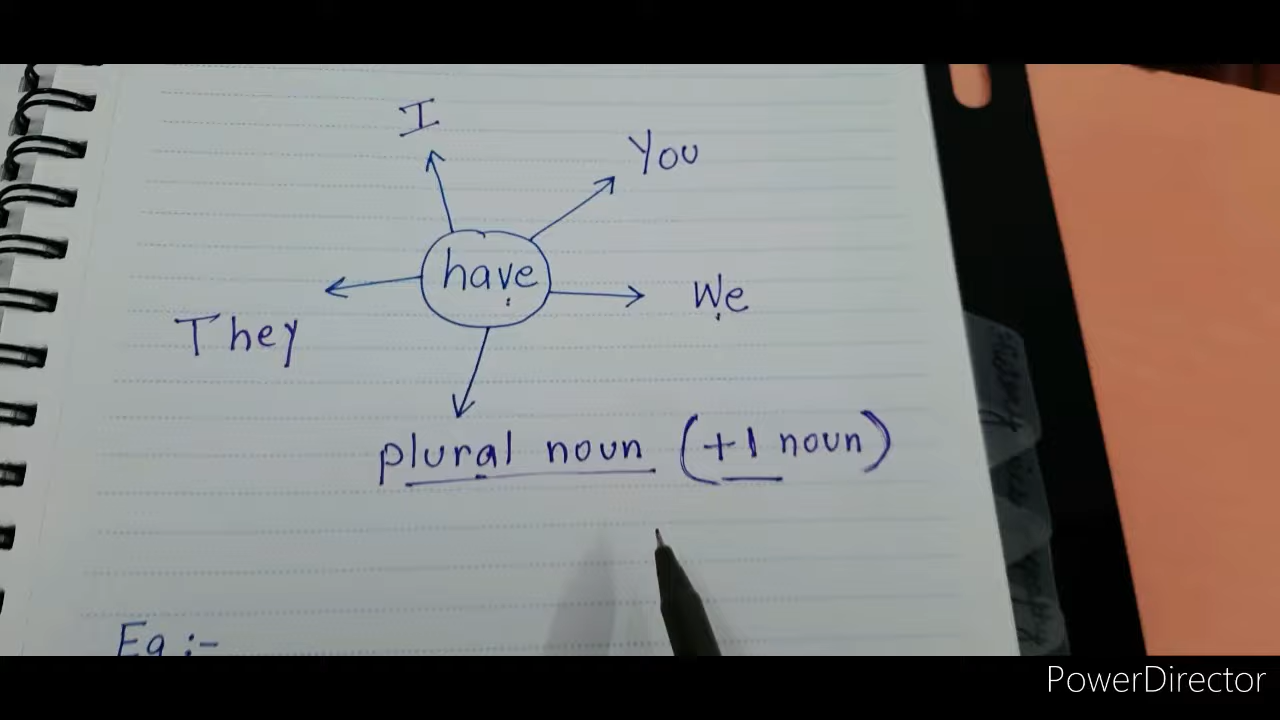 I
You
have
We
They
plural noun (+1 noun)
Eg :-
PowerDirector